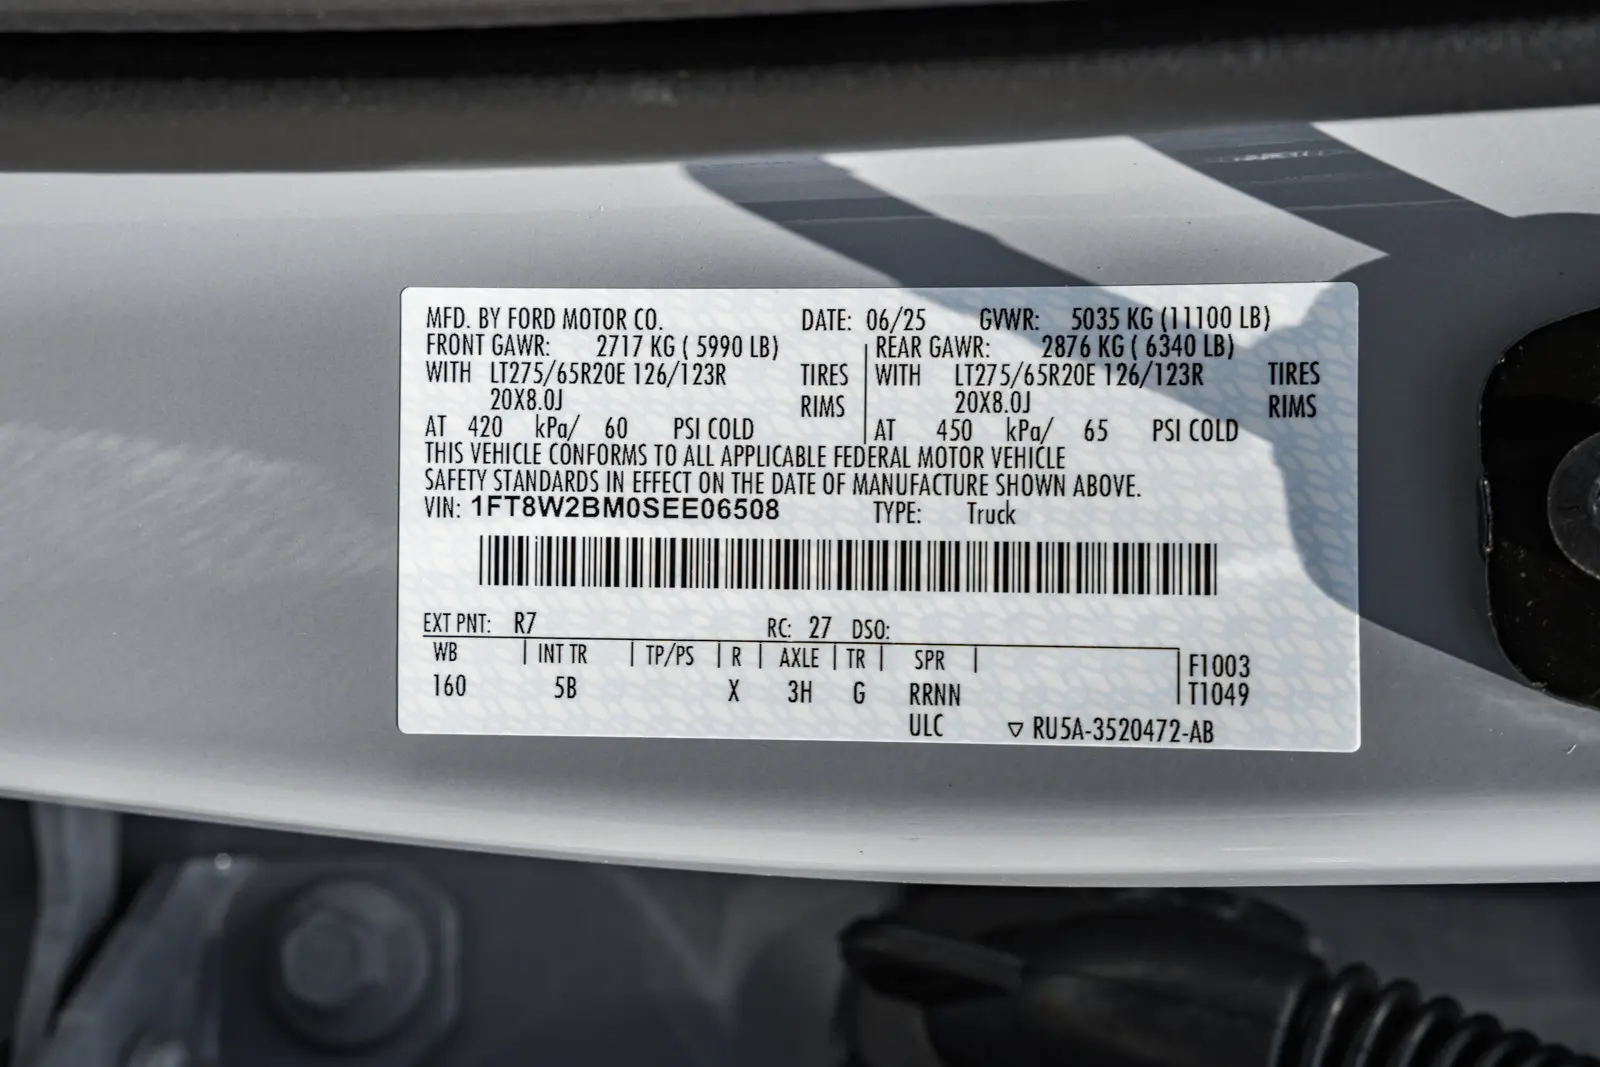 MFD. BY FORD MOTOR CO. DATE: 06/25 GVWR: 5035 KG (11100 LB)
FRONT GAWR: 2717 KG ( 5990 LB) REAR GAWR: 2876 KG ( 6340 LB)
WITH LT275/65R20E 126/123R TIRES WITH LT275/65R20E 126/123R TIRES
20X8.0J RIMS 20X8.0J RIMS
AT 420 kPa/ 60 PSI COLD AT 450 kPa/ 65 PSI COLD
THIS VEHICLE CONFORMS TO ALL APPLICABLE FEDERAL MOTOR VEHICLE
SAFETY STANDARDS IN EFFECT ON THE DATE OF MANUFACTURE SHOWN ABOVE.
VIN: 1FT8W2BM0SEE06508 TYPE: Truck
EXT PNT: R7 RC: 27 DSO:
WB INT TR TP/PS R AXLE TR SPR F1003
160 5B X 3H G RRNN T1049
ULC ▽ RU5A-3520472-AB